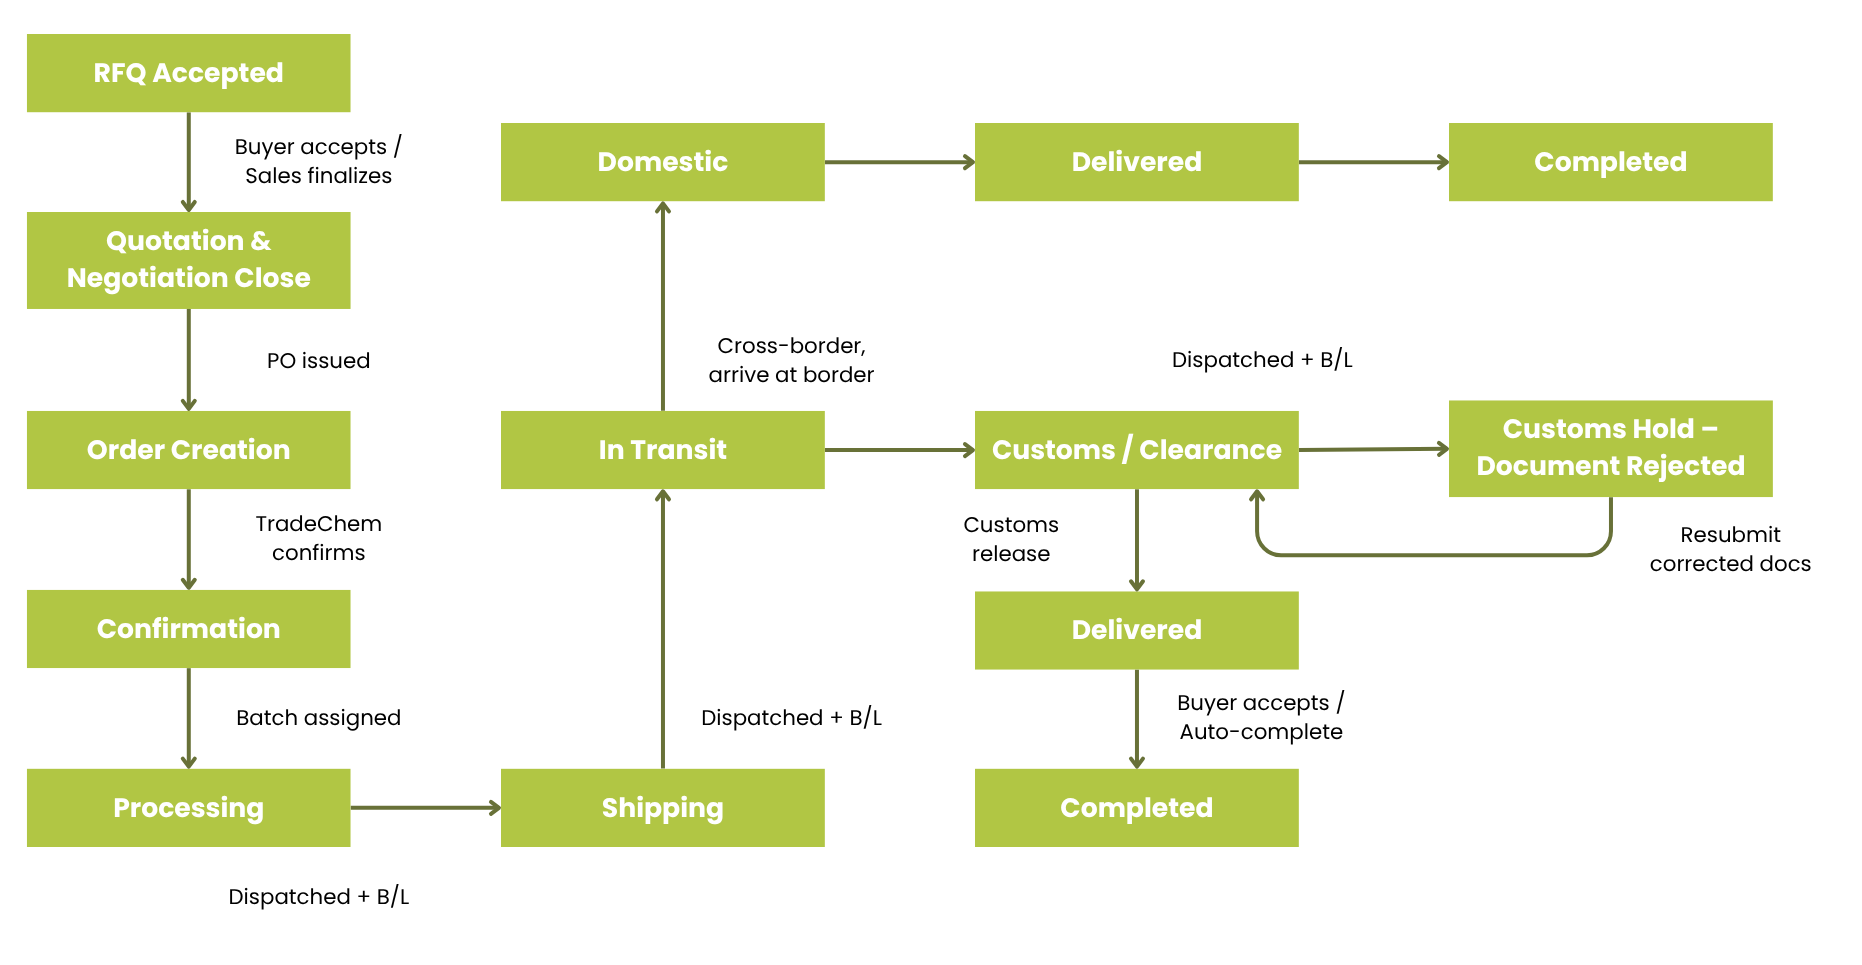 RFQ Accepted
Buyer accepts /
Sales finalizes
Quotation &
Negotiation Close
PO issued
Order Creation
TradeChem
confirms
Confirmation
Batch assigned
Processing
Dispatched + B/L
Shipping
Dispatched + B/L
In Transit
Cross-border,
arrive at border
Domestic
Delivered
Completed
Customs / Clearance
Dispatched + B/L
Customs Hold –
Document Rejected
Resubmit
corrected docs
Customs
release
Delivered
Buyer accepts /
Auto-complete
Completed